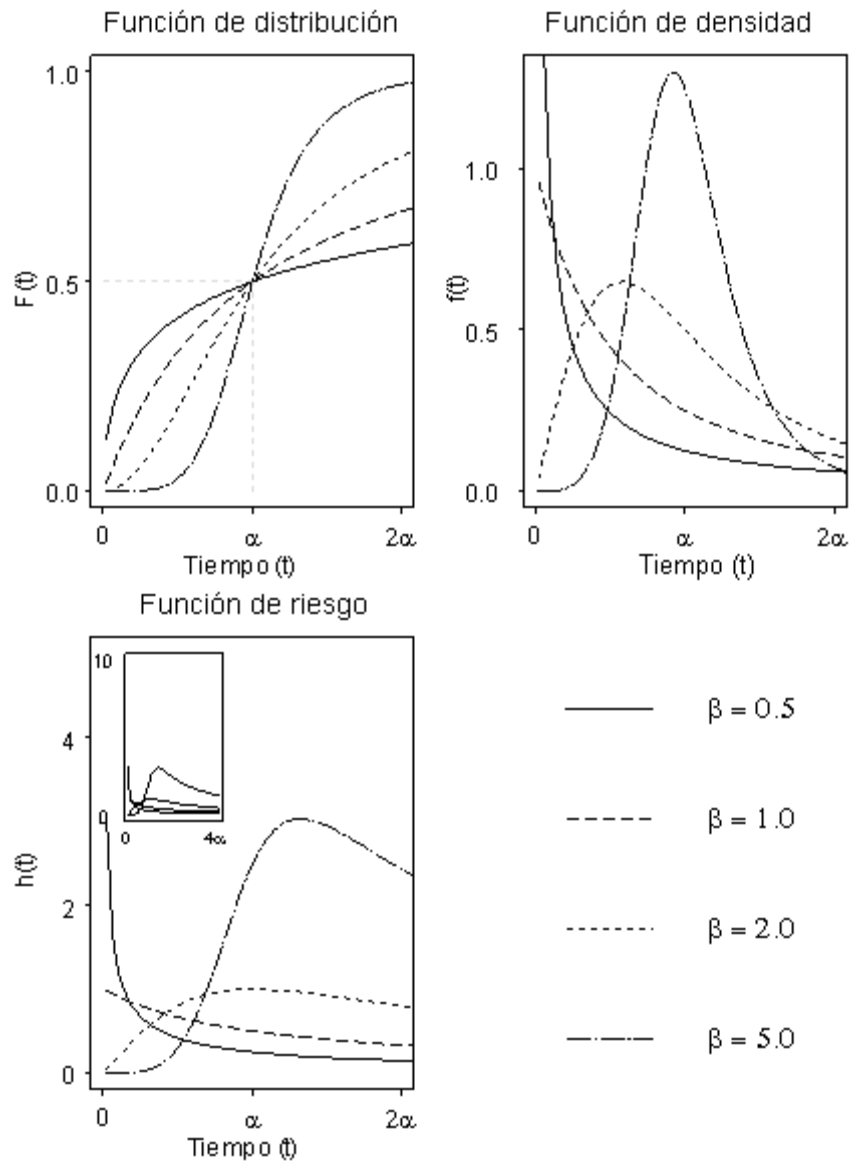 Función de distribución
1.0
0.5
0.0
F(t)
0
α
2α
Tiempo (t)
Función de densidad
1.0
0.5
0.0
f(t)
0
α
2α
Tiempo (t)
Función de riesgo
4
2
0
h(t)
10
0
0
4α
0
α
2α
Tiempo (t)
β = 0.5
β = 1.0
β = 2.0
β = 5.0